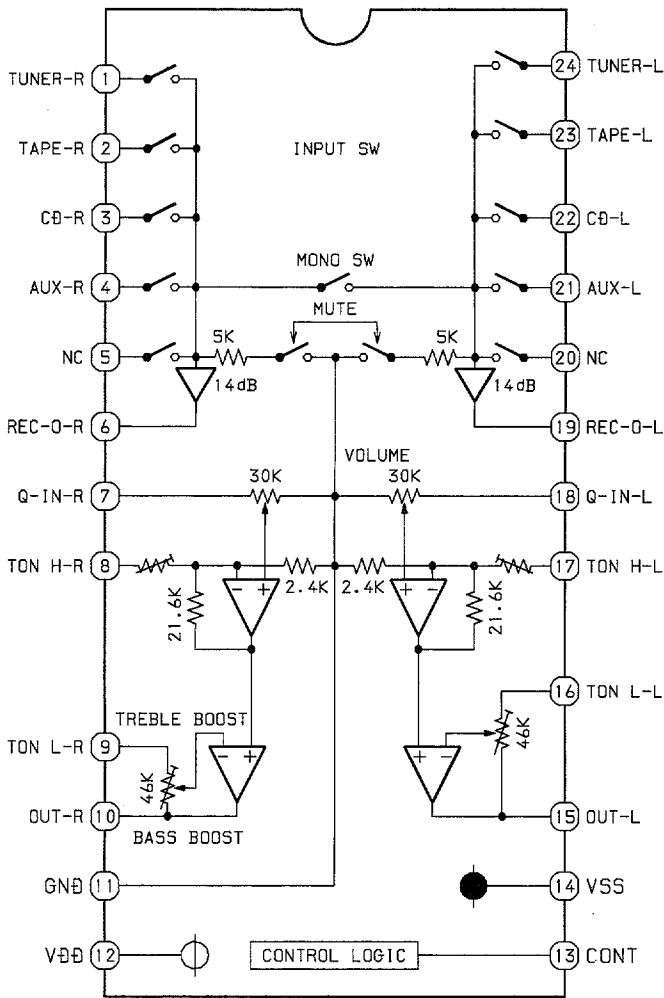 TUNER-R 1
24 TUNER-L
TAPE-R 2
INPUT SW
23 TAPE-L
CD-R 3
22 CD-L
MONO SW
AUX-R 4
21 AUX-L
MUTE
5K
5K
NC 5
20 NC
14dB
14dB
REC-O-R 6
19 REC-O-L
VOLUME
30K
30K
Q-IN-R 7
18 Q-IN-L
TON H-R 8
17 TON H-L
- +
2.4K
2.4K
+ -
21.6K
21.6K
16 TON L-L
TREBLE BOOST
46K
TON L-R 9
- +
+ -
46K
OUT-R 10
15 OUT-L
BASS BOOST
GND 11
14 VSS
VDD 12
CONTROL LOGIC
13 CONT